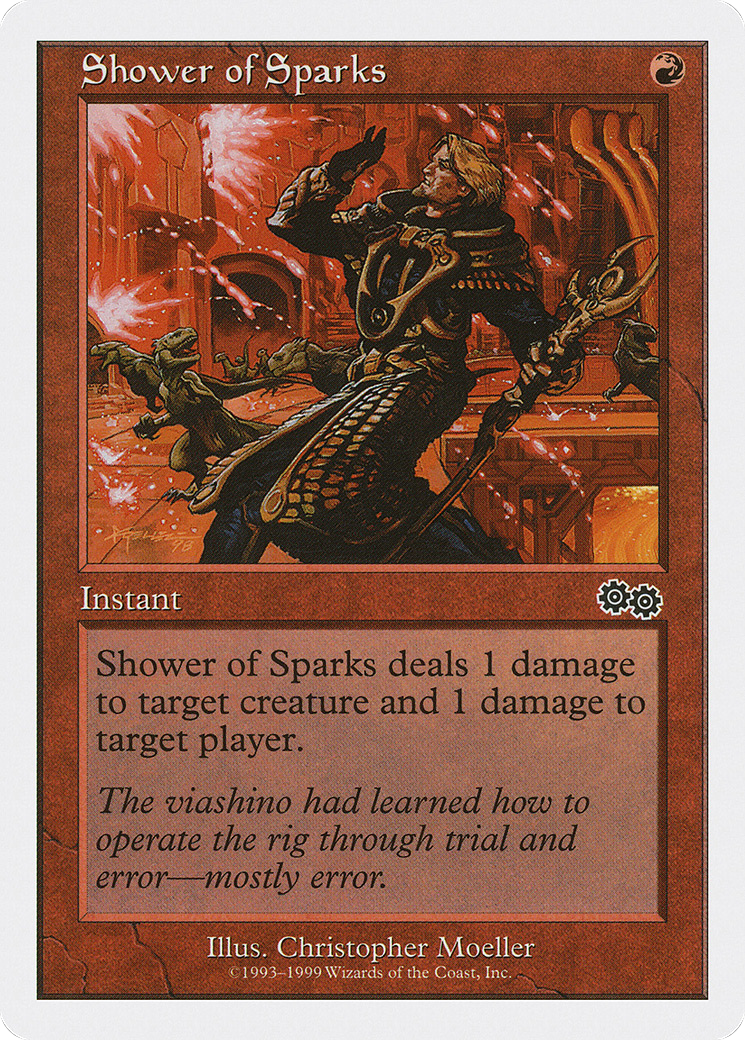 Shower of Sparks
Instant
Shower of Sparks deals 1 damage
to target creature and 1 damage to
target player.
The viashino had learned how to
operate the rig through trial and
error—mostly error.
Illus. Christopher Moeller
©1993–1999 Wizards of the Coast, Inc.